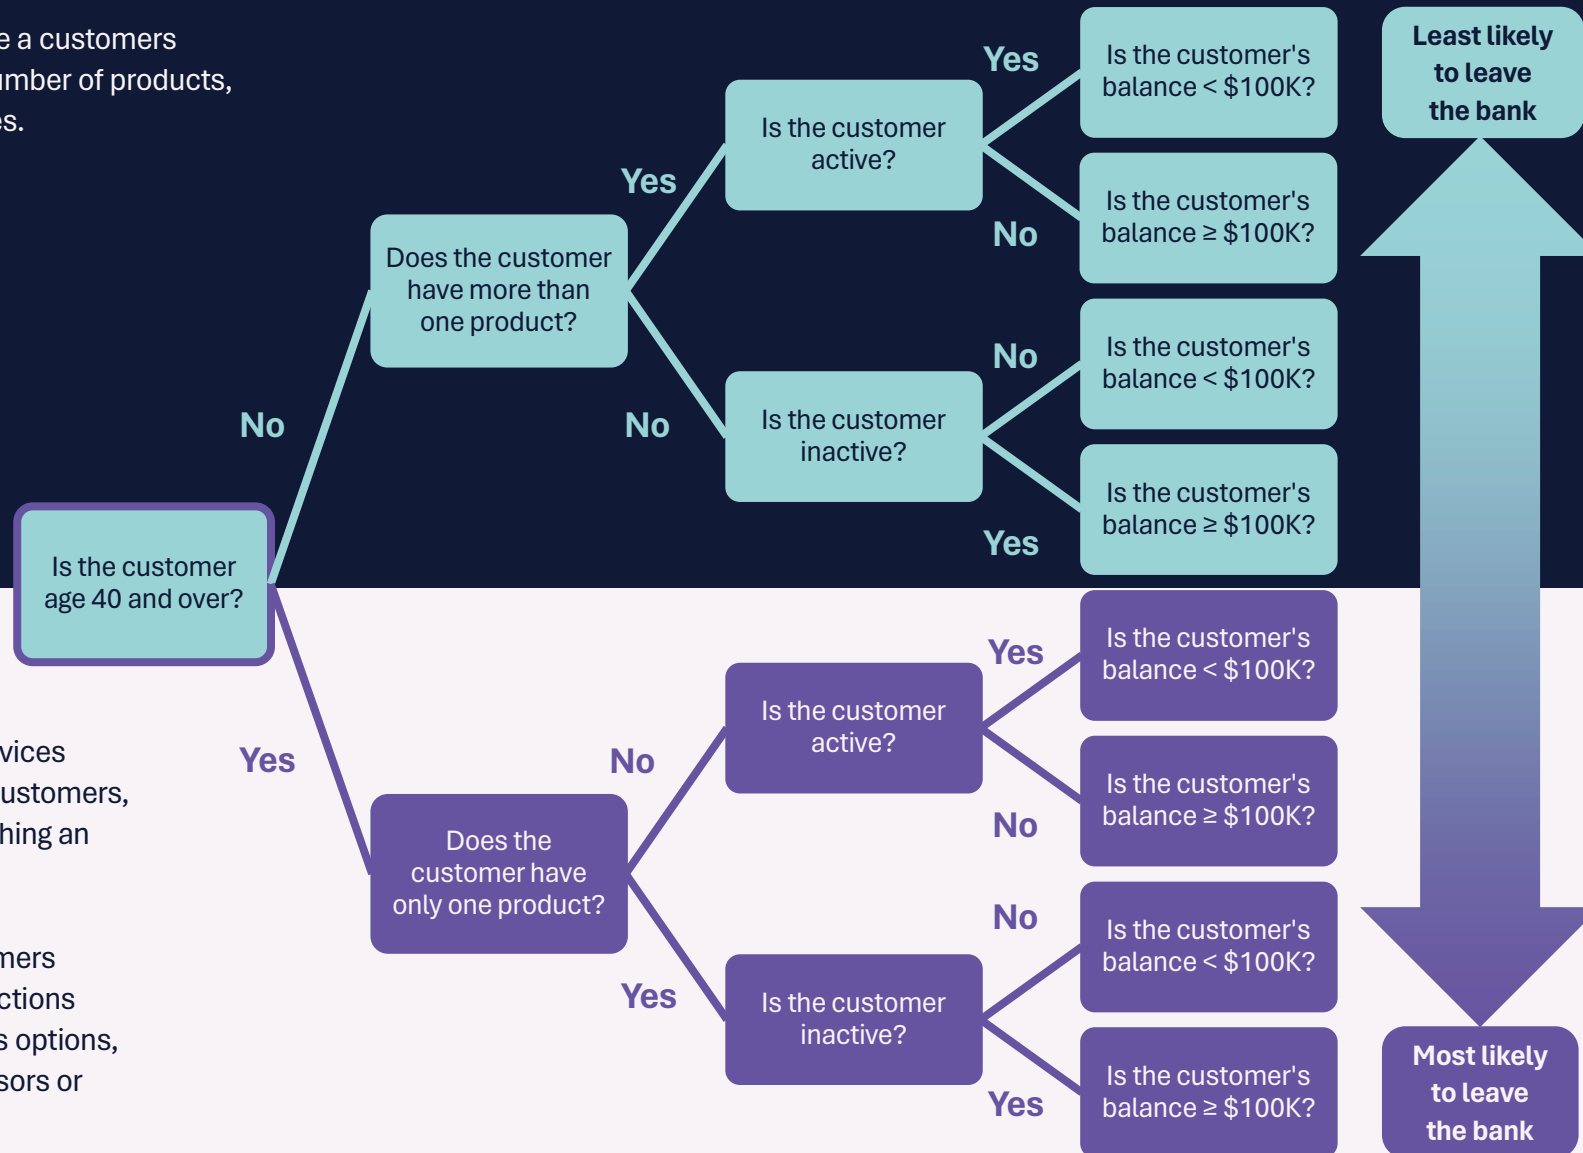 e a customers
umber of products,
es.
Yes
Is the customer's
balance < $100K?
Least likely
to leave
the bank
Is the customer
active?
Yes
No
Is the customer's
balance ≥ $100K?
Does the customer
have more than
one product?
No
Is the customer's
balance < $100K?
No
No
Is the customer
inactive?
Yes
Is the customer's
balance ≥ $100K?
Is the customer
age 40 and over?
Yes
Is the customer's
balance < $100K?
Is the customer
active?
Yes
No
No
Is the customer's
balance ≥ $100K?
vices
ustomers,
hing an
Does the
customer have
only one product?
No
Is the customer's
balance < $100K?
Yes
Is the customer
inactive?
Yes
Is the customer's
balance ≥ $100K?
mers
ctions
s options,
sors or
Most likely
to leave
the bank